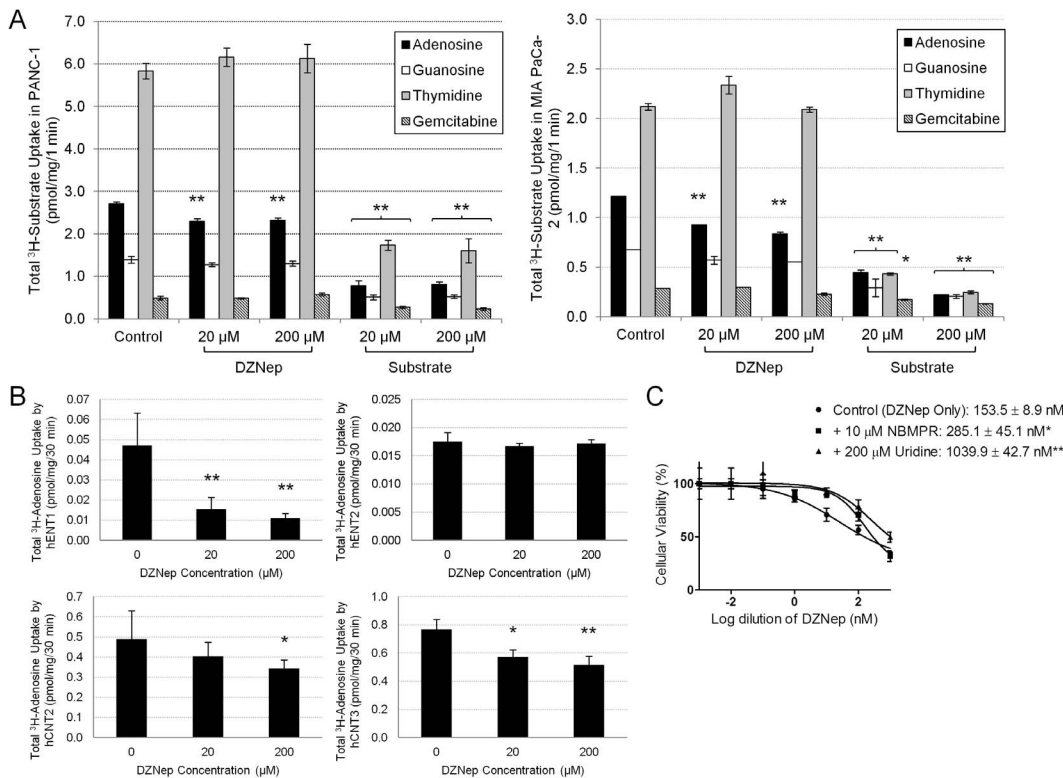 A
Total ³H-Substrate Uptake in PANC-1
(pmol/mg/1 min)
7.0
6.0
5.0
4.0
3.0
2.0
1.0
0.0
Adenosine
Guanosine
Thymidine
Gemcitabine
**
**
**
**
Control
20 µM
200 µM
20 µM
200 µM
DZNep
Substrate
Total ³H-Substrate Uptake in MIA PaCa-
2 (pmol/mg/1 min)
3.0
2.5
2.0
1.5
1.0
0.5
0.0
Adenosine
Guanosine
Thymidine
Gemcitabine
**
**
**
*
**
Control
20 µM
200 µM
20 µM
200 µM
DZNep
Substrate
B
Total ³H-Adenosine Uptake by
hENT1 (pmol/mg/30 min)
0.07
0.06
0.05
0.04
0.03
0.02
0.01
0.00
**
**
0
20
200
DZNep Concentration (µM)
Total ³H-Adenosine Uptake by
hENT2 (pmol/mg/30 min)
0.025
0.020
0.015
0.010
0.005
0.000
0
20
200
DZNep Concentration (µM)
Total ³H-Adenosine Uptake by
hCNT2 (pmol/mg/30 min)
0.7
0.6
0.5
0.4
0.3
0.2
0.1
0.0
*
0
20
200
DZNep Concentration (µM)
Total ³H-Adenosine Uptake by
hCNT3 (pmol/mg/30 min)
1.0
0.8
0.6
0.4
0.2
0.0
*
**
0
20
200
DZNep Concentration (µM)
C
Control (DZNep Only): 153.5 ± 8.9 nM
+ 10 µM NBMPR: 285.1 ± 45.1 nM*
+ 200 µM Uridine: 1039.9 ± 42.7 nM**
Cellular Viability (%)
100
50
0
-2
0
2
Log dilution of DZNep (nM)